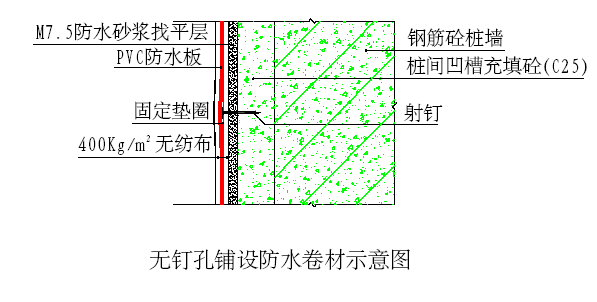 M7.5防水砂浆找平层
PVC防水板
固定垫圈
400Kg/m²无纺布
钢筋砼桩墙
桩间凹槽充填砼(C25)
射钉
无钉孔铺设防水卷材示意图